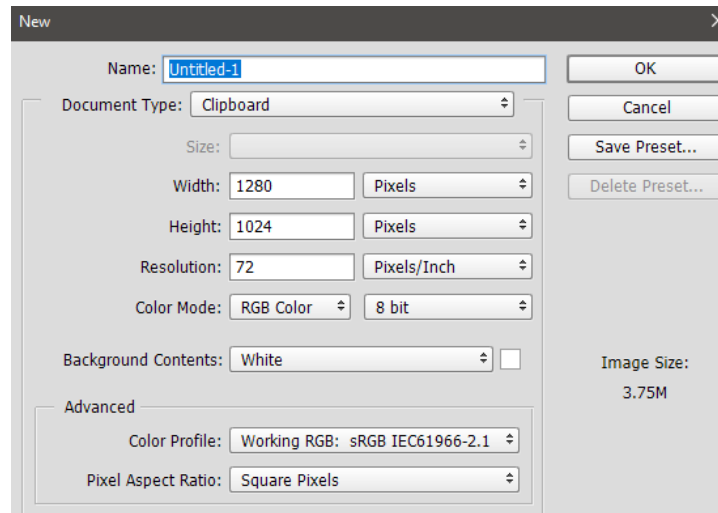 New
Name: Untitled-1
OK
Document Type: Clipboard
Cancel
Size:
Save Preset...
Width: 1280 Pixels
Delete Preset...
Height: 1024 Pixels
Resolution: 72 Pixels/Inch
Color Mode: RGB Color 8 bit
Background Contents: White
Image Size:
3.75M
Advanced
Color Profile: Working RGB: sRGB IEC61966-2.1
Pixel Aspect Ratio: Square Pixels